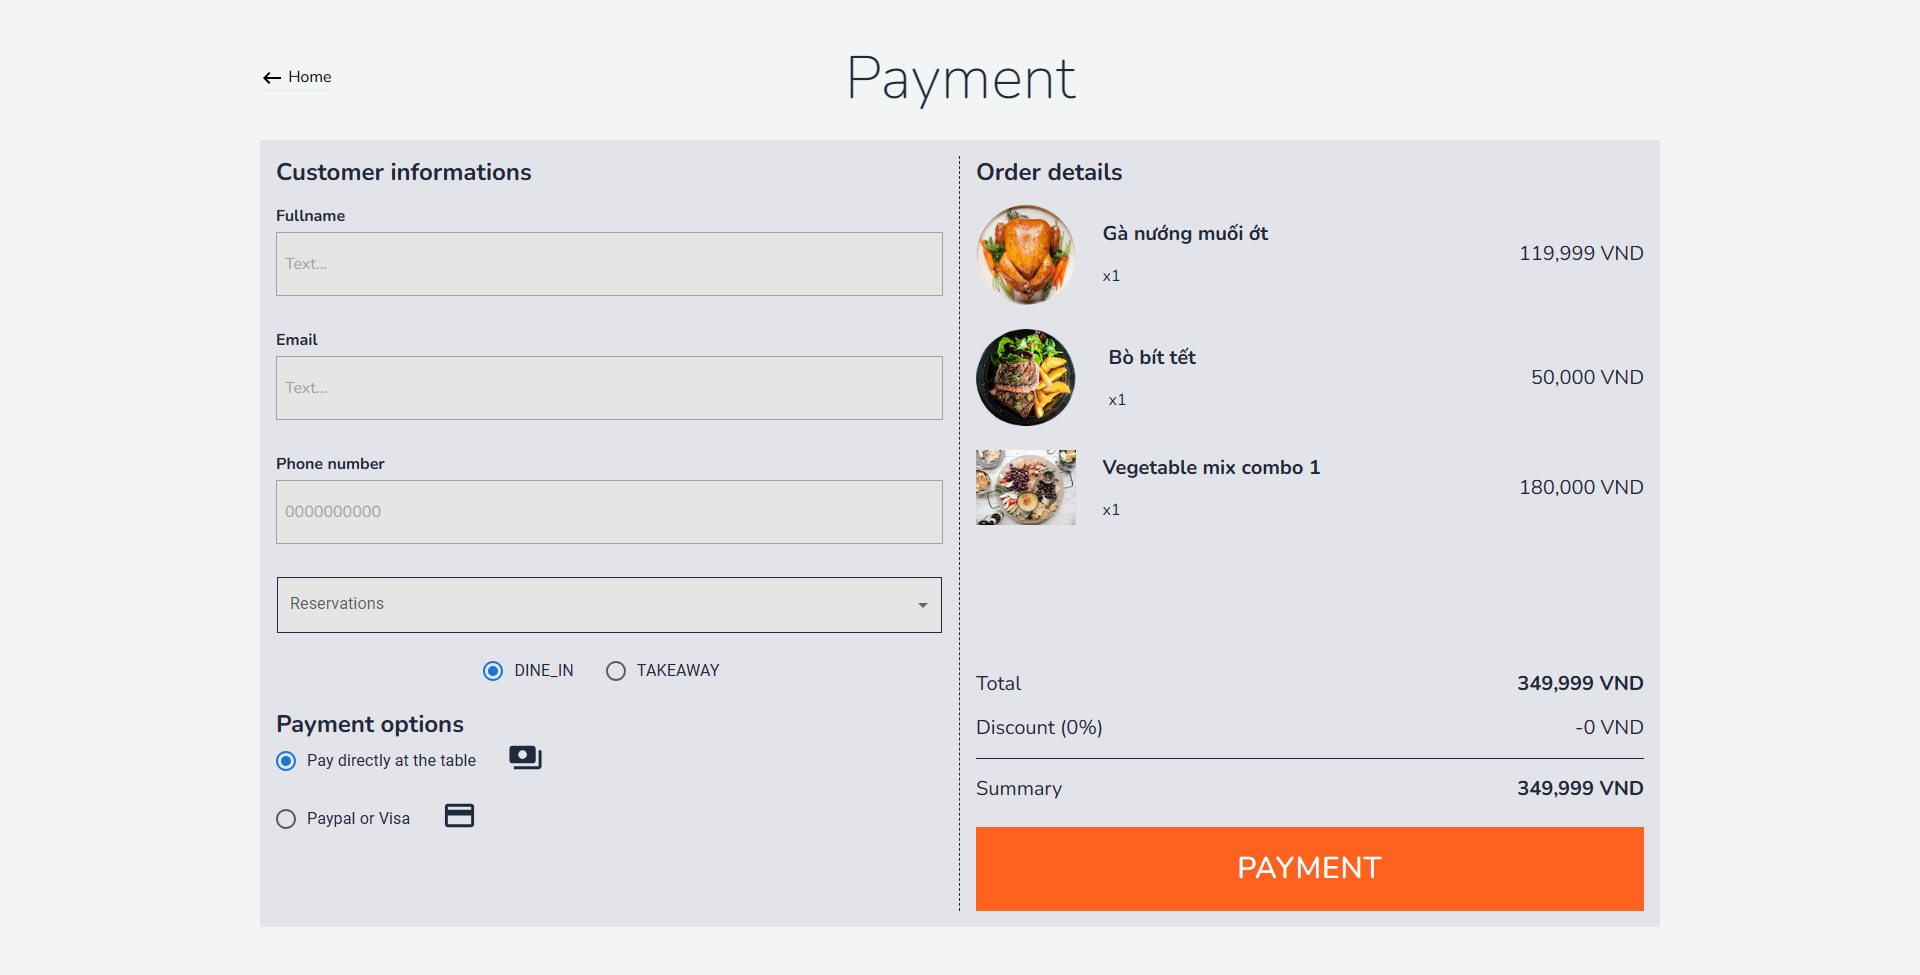 Home
Payment
Customer informations
Fullname
Text...
Email
Text...
Phone number
0000000000
Reservations
DINE_IN TAKEAWAY
Payment options
Pay directly at the table
Paypal or Visa
Order details
Gà nướng muối ớt
119,999 VND
x1
Bò bít tết
50,000 VND
x1
Vegetable mix combo 1
180,000 VND
x1
Total 349,999 VND
Discount (0%) -0 VND
Summary 349,999 VND
PAYMENT